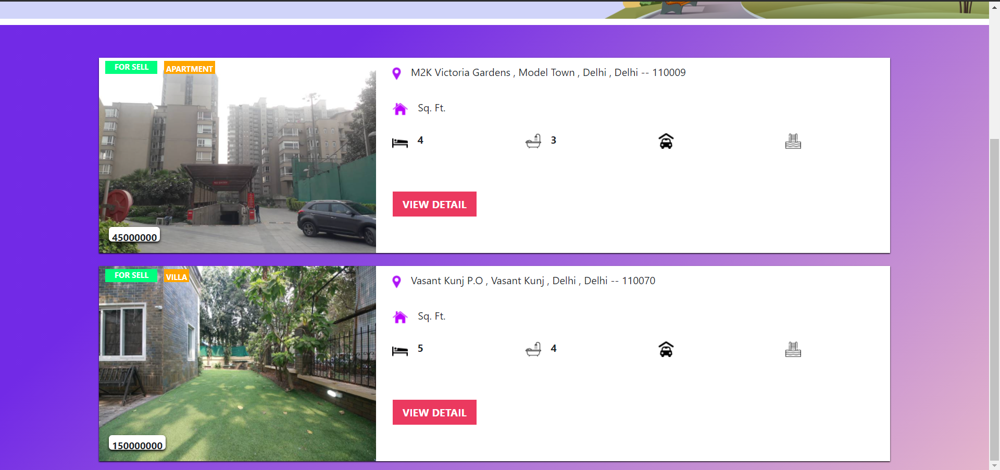 FOR SELL APARTMENT
M2K Victoria Gardens , Model Town , Delhi , Delhi -- 110009
Sq. Ft.
4 3
VIEW DETAIL
45000000
FOR SELL VILLA
Vasant Kunj P.O , Vasant Kunj , Delhi , Delhi -- 110070
Sq. Ft.
5 4
VIEW DETAIL
150000000